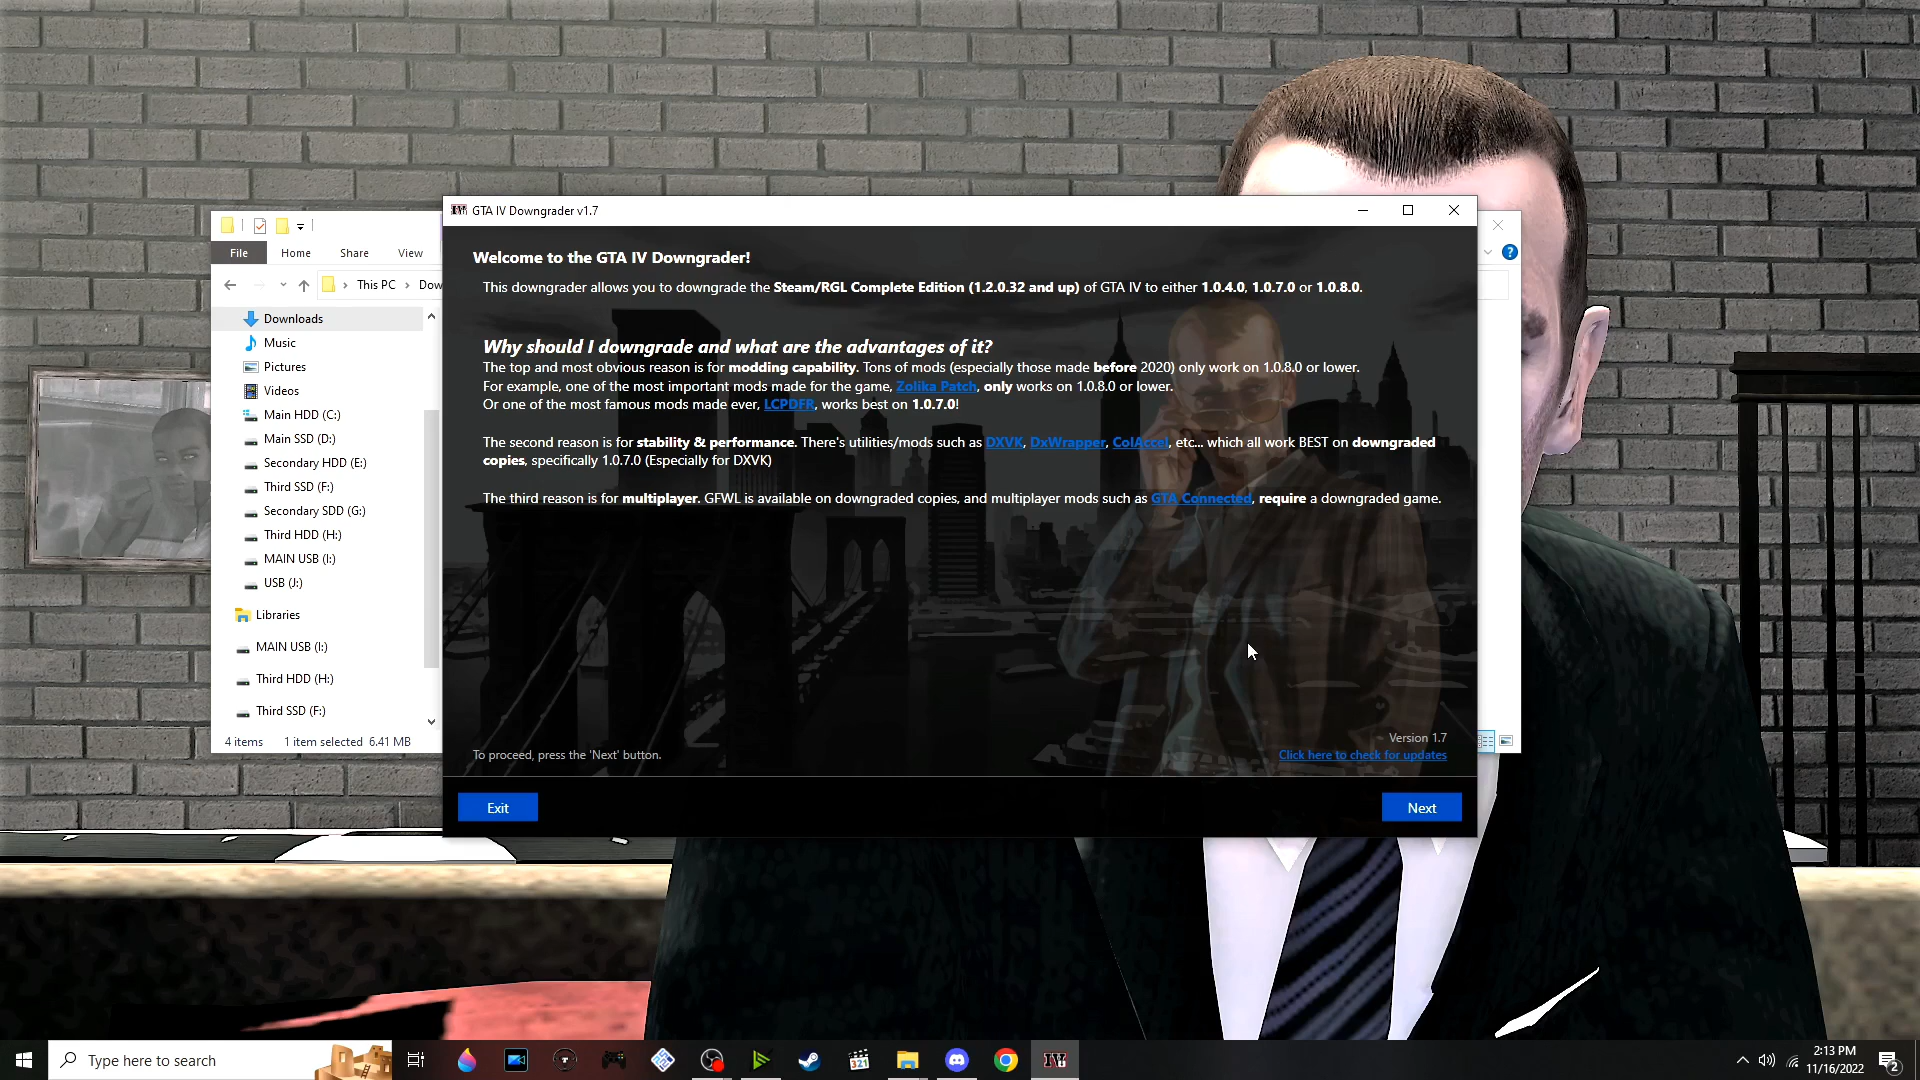 GTA IV Downgrader v1.7
File
Home
Share
View
This PC
Dow
Downloads
Music
Pictures
Videos
Main HDD (C:)
Main SSD (D:)
Secondary HDD (E:)
Third SSD (F:)
Secondary SDD (G:)
Third HDD (H:)
MAIN USB (I:)
USB (J:)
Libraries
MAIN USB (I:)
Third HDD (H:)
Third SSD (F:)
4 items 1 item selected 6.41 MB
Welcome to the GTA IV Downgrader!
This downgrader allows you to downgrade the Steam/RGL Complete Edition (1.2.0.32 and up) of GTA IV to either 1.0.4.0, 1.0.7.0 or 1.0.8.0.
Why should I downgrade and what are the advantages of it?
The top and most obvious reason is for modding capability. Tons of mods (especially those made before 2020) only work on 1.0.8.0 or lower.
For example, one of the most important mods made for the game, Zolika Patch, only works on 1.0.8.0 or lower.
Or one of the most famous mods made ever, LCPDFR, works best on 1.0.7.0!
The second reason is for stability & performance. There's utilities/mods such as DXVK, DxWrapper, ColAccel, etc... which all work BEST on downgraded
copies, specifically 1.0.7.0 (Especially for DXVK)
The third reason is for multiplayer. GFWL is available on downgraded copies, and multiplayer mods such as GTA Connected, require a downgraded game.
Version 1.7
To proceed, press the 'Next' button.
Click here to check for updates
Exit
Next
Type here to search
321
IV
2:13 PM
11/16/2022
2